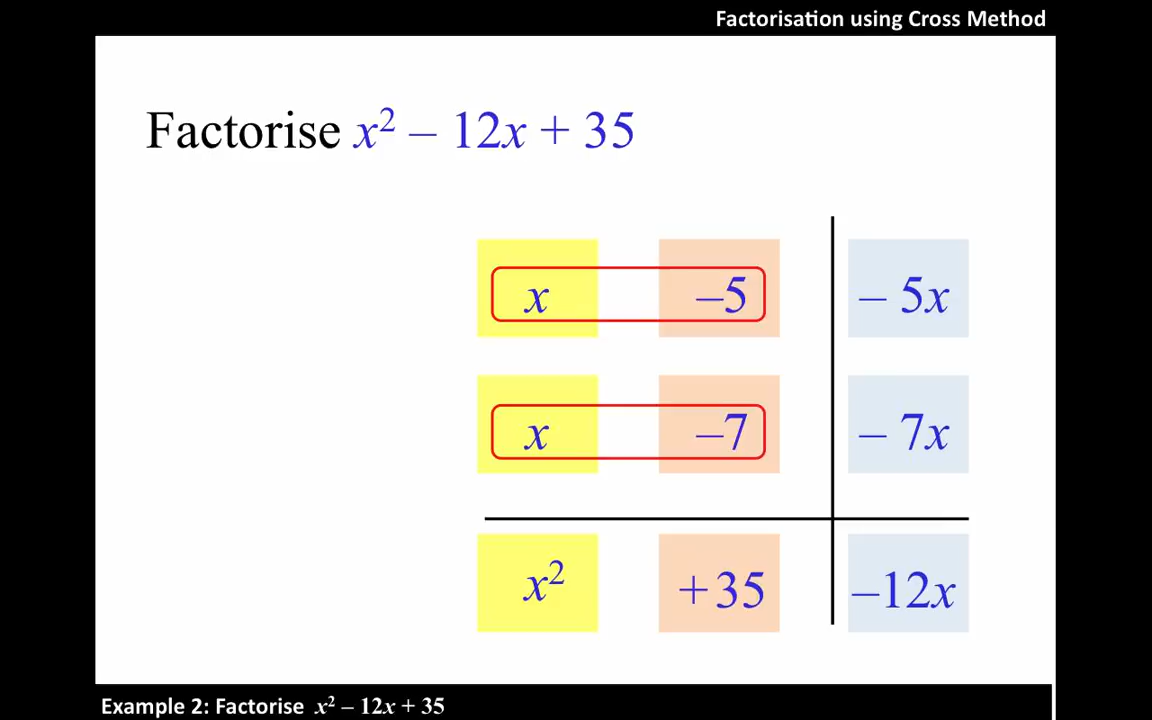 Factorisation using Cross Method
Factorise x² – 12x + 35
x –5 – 5x
x –7 – 7x
x² +35 –12x
Example 2: Factorise x² – 12x + 35